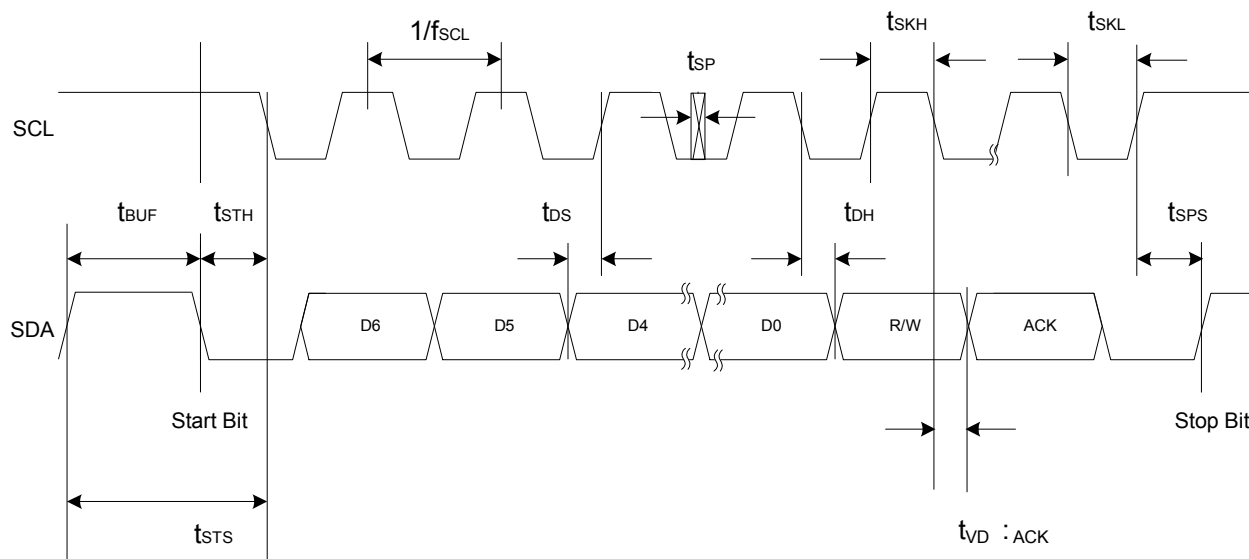 1/fSCL
tSKH
tSKL
tSP
SCL
tBUF
tSTH
tDS
tDH
tSPS
SDA
D6
D5
D4
D0
R/W
ACK
Start Bit
Stop Bit
tSTS
tVD :ACK